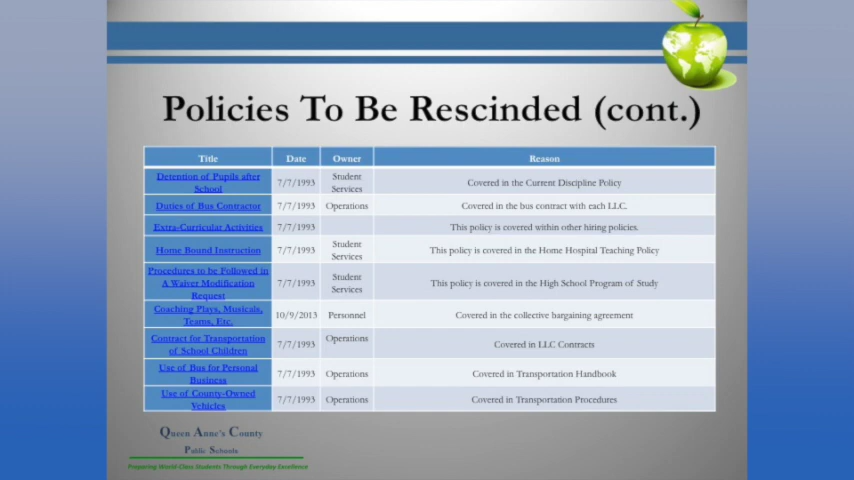 Policies To Be Rescinded (cont.)
Title Date Owner Reason
Detention of Pupils after School 7/7/1993 Student Services Covered in the Current Discipline Policy
Duties of Bus Contractor 7/7/1993 Operations Covered in the bus contract with each LLC.
Extra-Curricular Activities 7/7/1993 This policy is covered within other hiring policies.
Home Bound Instruction 7/7/1993 Student Services This policy is covered in the Home Hospital Teaching Policy
Procedures to be Followed in A Waiver Modification Request 7/7/1993 Student Services This policy is covered in the High School Program of Study
Coaching Plays, Musicals, Teams, Etc. 10/9/2013 Personnel Covered in the collective bargaining agreement
Contract for Transportation of School Children 7/7/1993 Operations Covered in LLC Contracts
Use of Bus for Personal Business 7/7/1993 Operations Covered in Transportation Handbook
Use of County-Owned Vehicles 7/7/1993 Operations Covered in Transportation Procedures
Queen Anne's County
Public Schools
Preparing World-Class Students Through Everyday Excellence